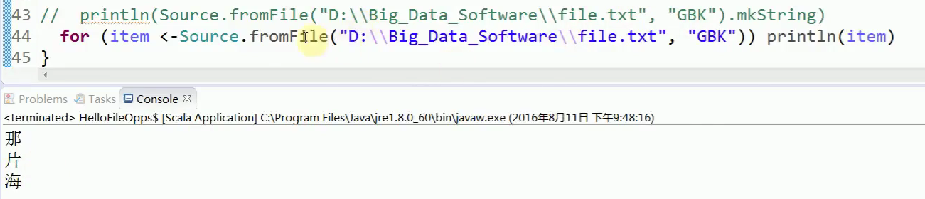 43 //  println(Source.fromFile("D:\\Big_Data_Software\\file.txt", "GBK").mkString)
44 for (item <-Source.fromFile("D:\\Big_Data_Software\\file.txt", "GBK")) println(item)
45 }
Problems Tasks Console
<terminated> HelloFileOpps$ [Scala Application] C:\Program Files\Java\jre1.8.0_60\bin\javaw.exe (2016年8月11日 下午9:48:16)
那
片
海